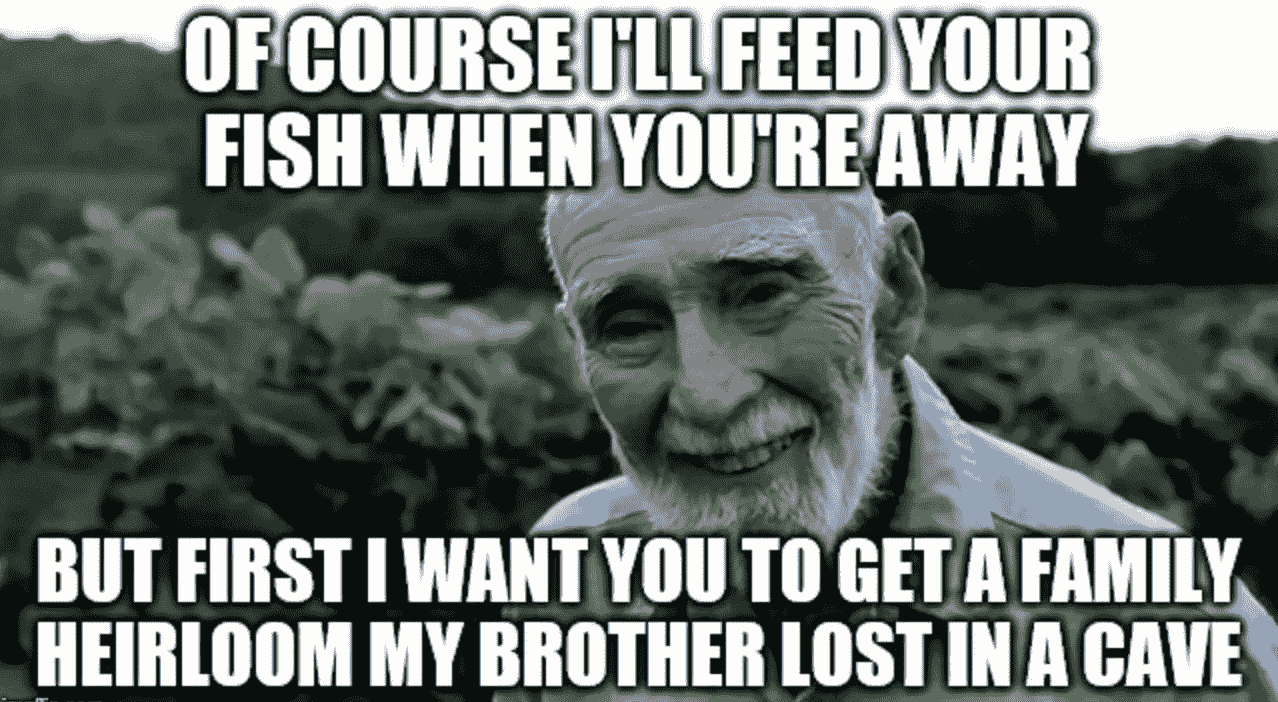 OF COURSE I'LL FEED YOUR
FISH WHEN YOU'RE AWAY
BUT FIRST I WANT YOU TO GET A FAMILY
HEIRLOOM MY BROTHER LOST IN A CAVE